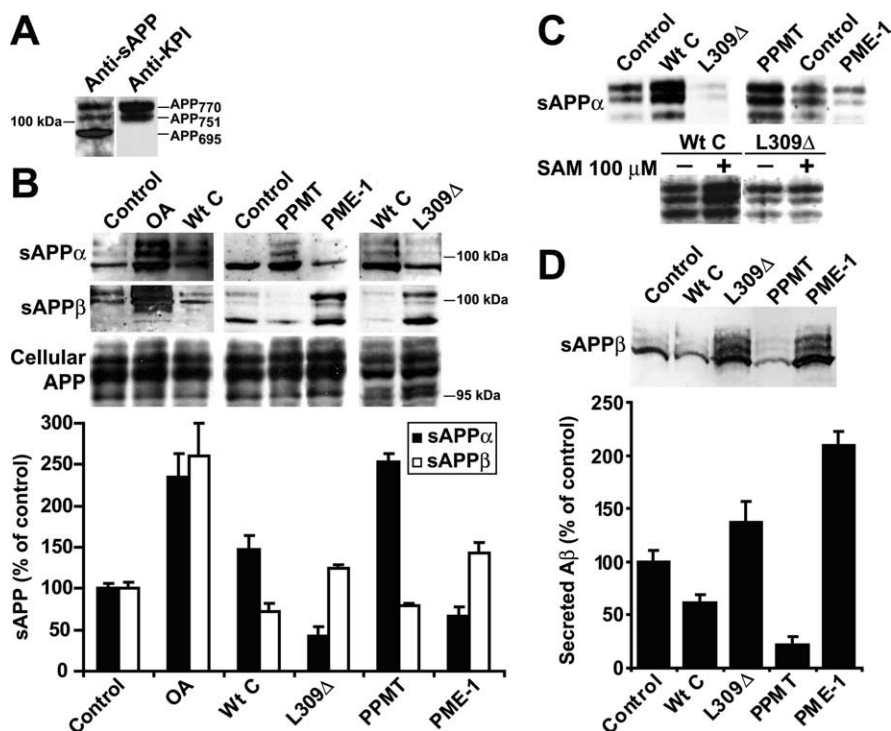 A
Anti-sAPP
Anti-KPI
100 kDa
APP770
APP751
APP695
B
Control
OA
Wt C
Control
PPMT
PME-1
Wt C
L309Δ
sAPPα
100 kDa
sAPPβ
100 kDa
Cellular
APP
95 kDa
300
250
200
150
100
50
0
sAPP (% of control)
sAPPα
sAPPβ
Control
OA
Wt C
L309Δ
PPMT
PME-1
C
Control
Wt C
L309Δ
PPMT
Control
PME-1
sAPPα
Wt C
L309Δ
SAM 100 µM
− + − +
D
Control
Wt C
L309Δ
PPMT
PME-1
sAPPβ
250
200
150
100
50
0
Secreted Aβ (% of control)
Control
Wt C
L309Δ
PPMT
PME-1